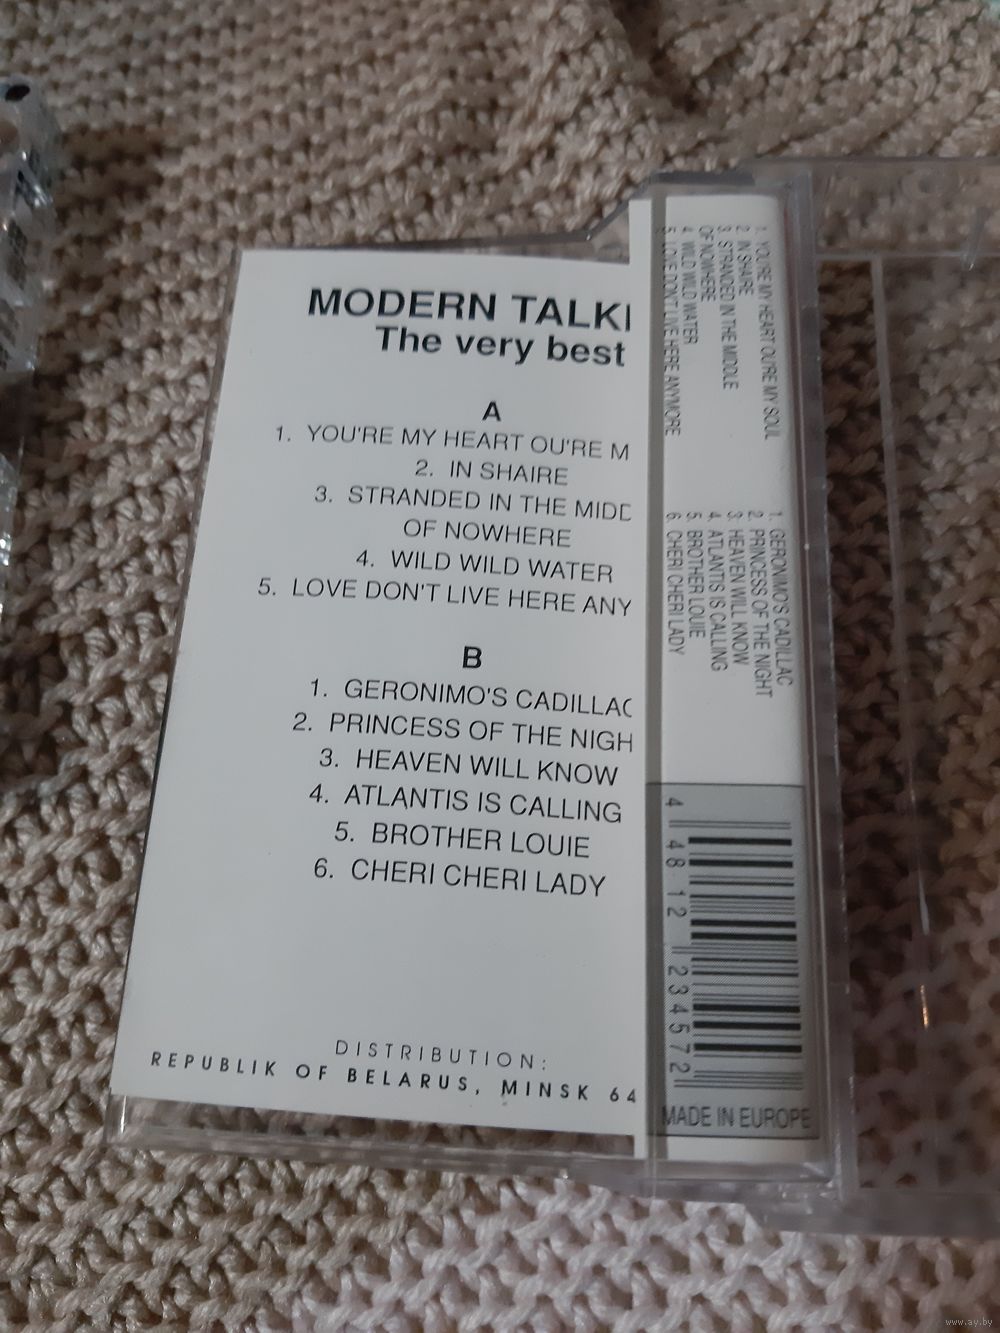 MODERN TALKI
The very best
A
1. YOU'RE MY HEART OU'RE M
2. IN SHAIRE
3. STRANDED IN THE MIDD
OF NOWHERE
4. WILD WILD WATER
5. LOVE DON'T LIVE HERE ANY
B
1. GERONIMO'S CADILLAC
2. PRINCESS OF THE NIGH
3. HEAVEN WILL KNOW
4. ATLANTIS IS CALLING
5. BROTHER LOUIE
6. CHERI CHERI LADY
DISTRIBUTION:
REPUBLIK OF BELARUS, MINSK 64
1. YOU'RE MY HEART OU'RE MY SOUL
2. IN SHAIRE
3. STRANDED IN THE MIDDLE
OF NOWHERE
4. WILD WILD WATER
5. LOVE DON'T LIVE HERE ANYMORE
1. GERONIMO'S CADILLAC
2. PRINCESS OF THE NIGHT
3. HEAVEN WILL KNOW
4. ATLANTIS IS CALLING
5. BROTHER LOUIE
6. CHERI CHERI LADY
4 48 12 234572
MADE IN EUROPE
www.ay.by